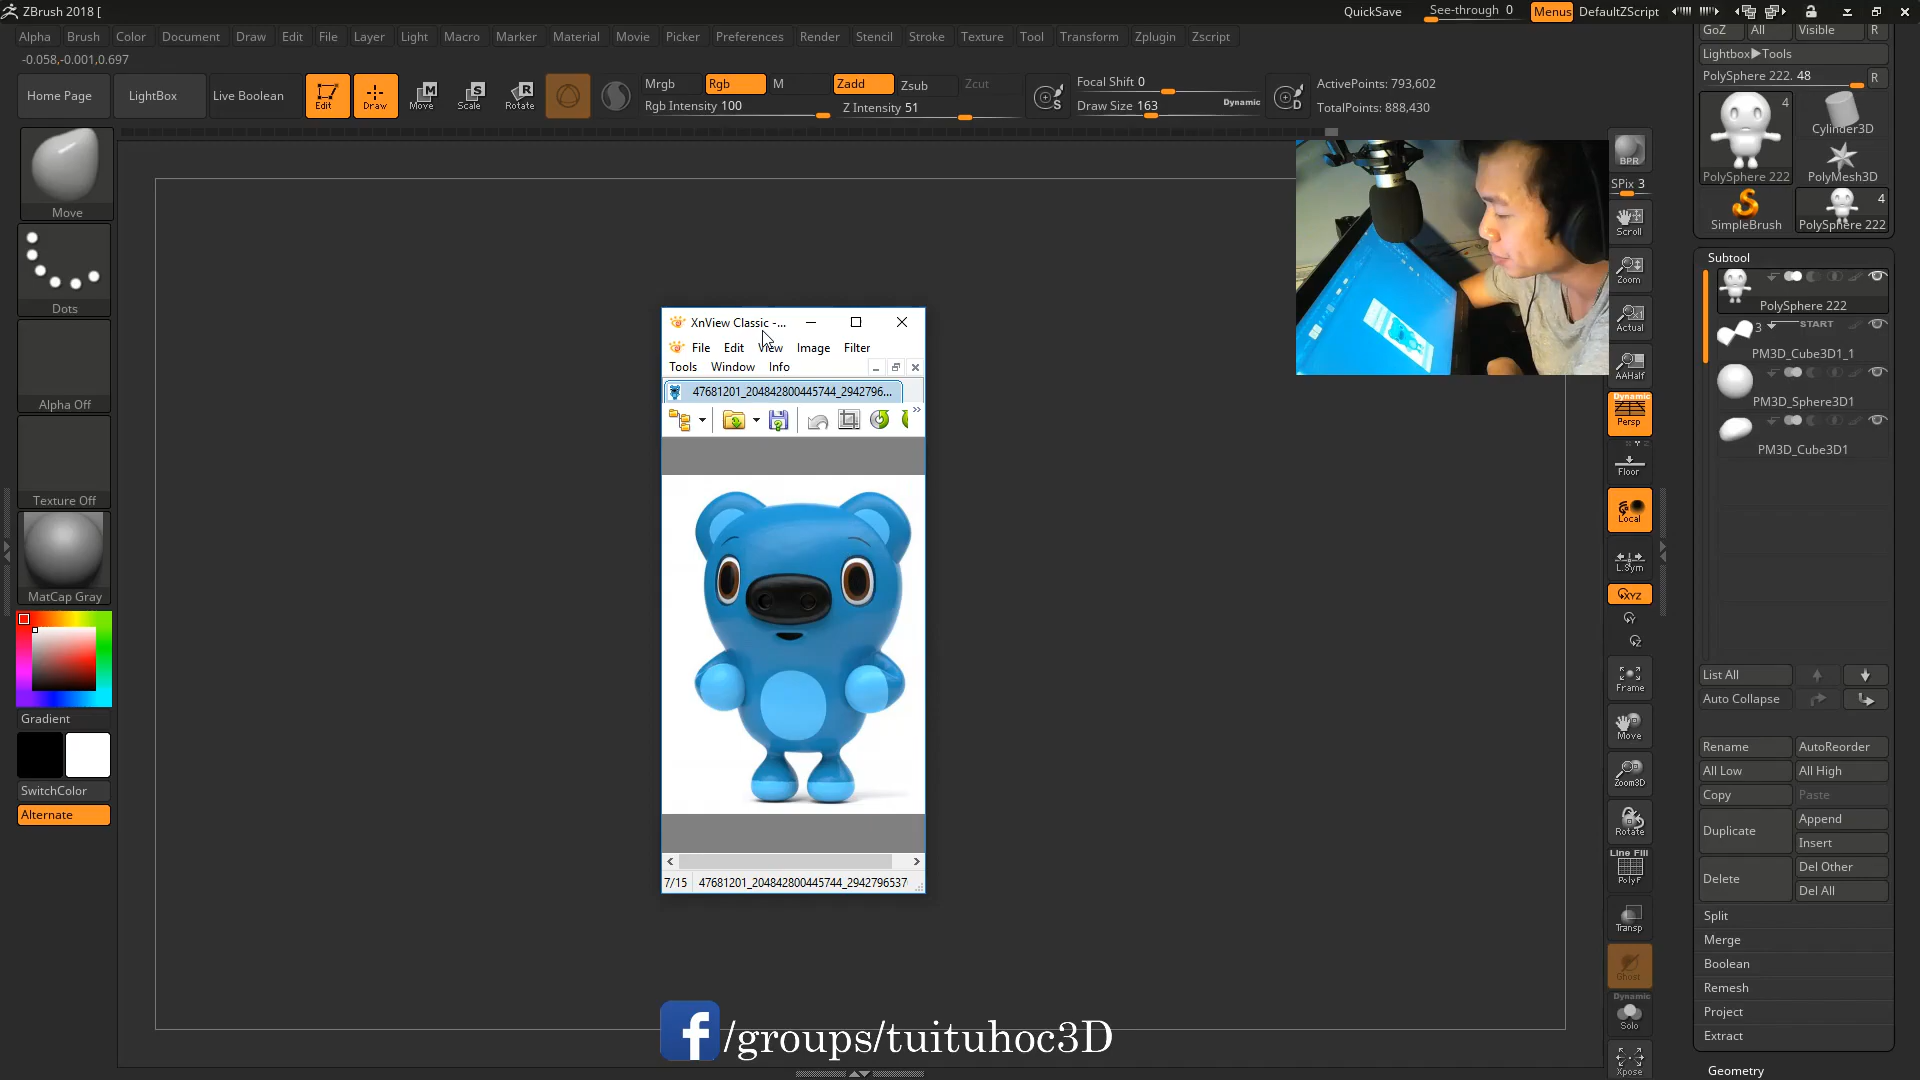 ZBrush 2018 [
QuickSave
See-through 0
Menus
DefaultZScript
Alpha
Brush
Color
Document
Draw
Edit
File
Layer
Light
Macro
Marker
Material
Movie
Picker
Preferences
Render
Stencil
Stroke
Texture
Tool
Transform
Zplugin
Zscript
-0.058,-0.001,0.697
Home Page
LightBox
Live Boolean
Edit
Draw
Move
Scale
Rotate
Mrgb
Rgb
M
Rgb Intensity 100
Zadd
Zsub
Zcut
Z Intensity 51
Focal Shift 0
Draw Size 163
Dynamic
ActivePoints: 793,602
TotalPoints: 888,430
Move
Dots
Alpha Off
Texture Off
MatCap Gray
Gradient
SwitchColor
Alternate
XnView Classic -...
File Edit View Image Filter
Tools Window Info
47681201_204842800445744_2942796...
7/15
47681201_204842800445744_294279653
/groups/tuituhoc3D
BPR
SPix 3
Scroll
Zoom
Actual
AAHalf
Dynamic
Persp
Floor
Local
L.Sym
XYZ
Frame
Move
Zoom3D
Rotate
Line Fill
PolyF
Transp
Ghost
Dynamic
Solo
Xpose
GoZ
All
Visible
R
Lightbox▶Tools
PolySphere 222. 48
R
4
PolySphere 222
Cylinder3D
PolyMesh3D
SimpleBrush
4
PolySphere 222
Subtool
PolySphere 222
3
START
PM3D_Cube3D1_1
PM3D_Sphere3D1
PM3D_Cube3D1
List All
Auto Collapse
Rename
AutoReorder
All Low
All High
Copy
Paste
Duplicate
Append
Insert
Delete
Del Other
Del All
Split
Merge
Boolean
Remesh
Project
Extract
Geometry